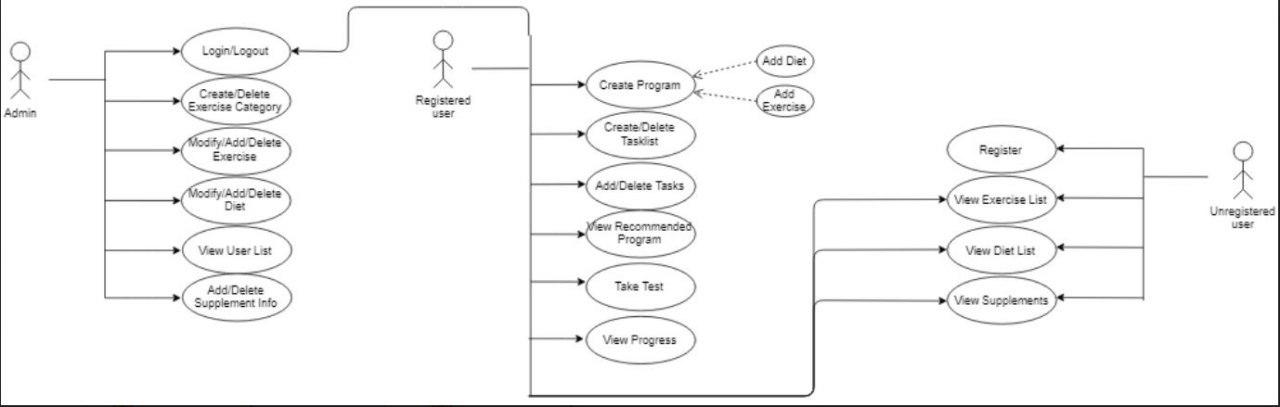 Admin
Login/Logout
Create/Delete
Exercise Category
Modify/Add/Delete
Exercise
Modify/Add/Delete
Diet
View User List
Add/Delete
Supplement Info
Registered
user
Create Program
Add Diet
Add
Exercise
Create/Delete
Tasklist
Add/Delete Tasks
View Recommended
Program
Take Test
View Progress
Register
View Exercise List
View Diet List
View Supplements
Unregistered
user